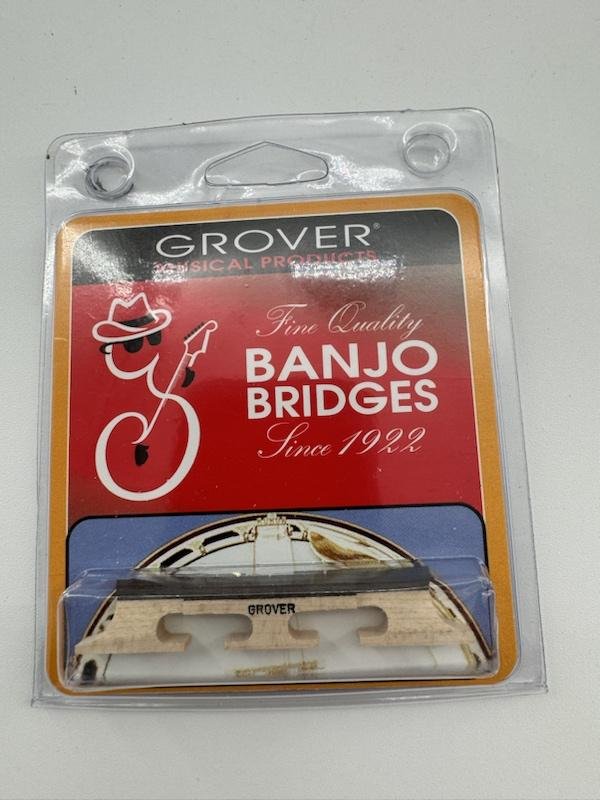 GROVER®
MUSICAL PRODUCTS
Fine Quality
BANJO
BRIDGES
Since 1922
GROVER